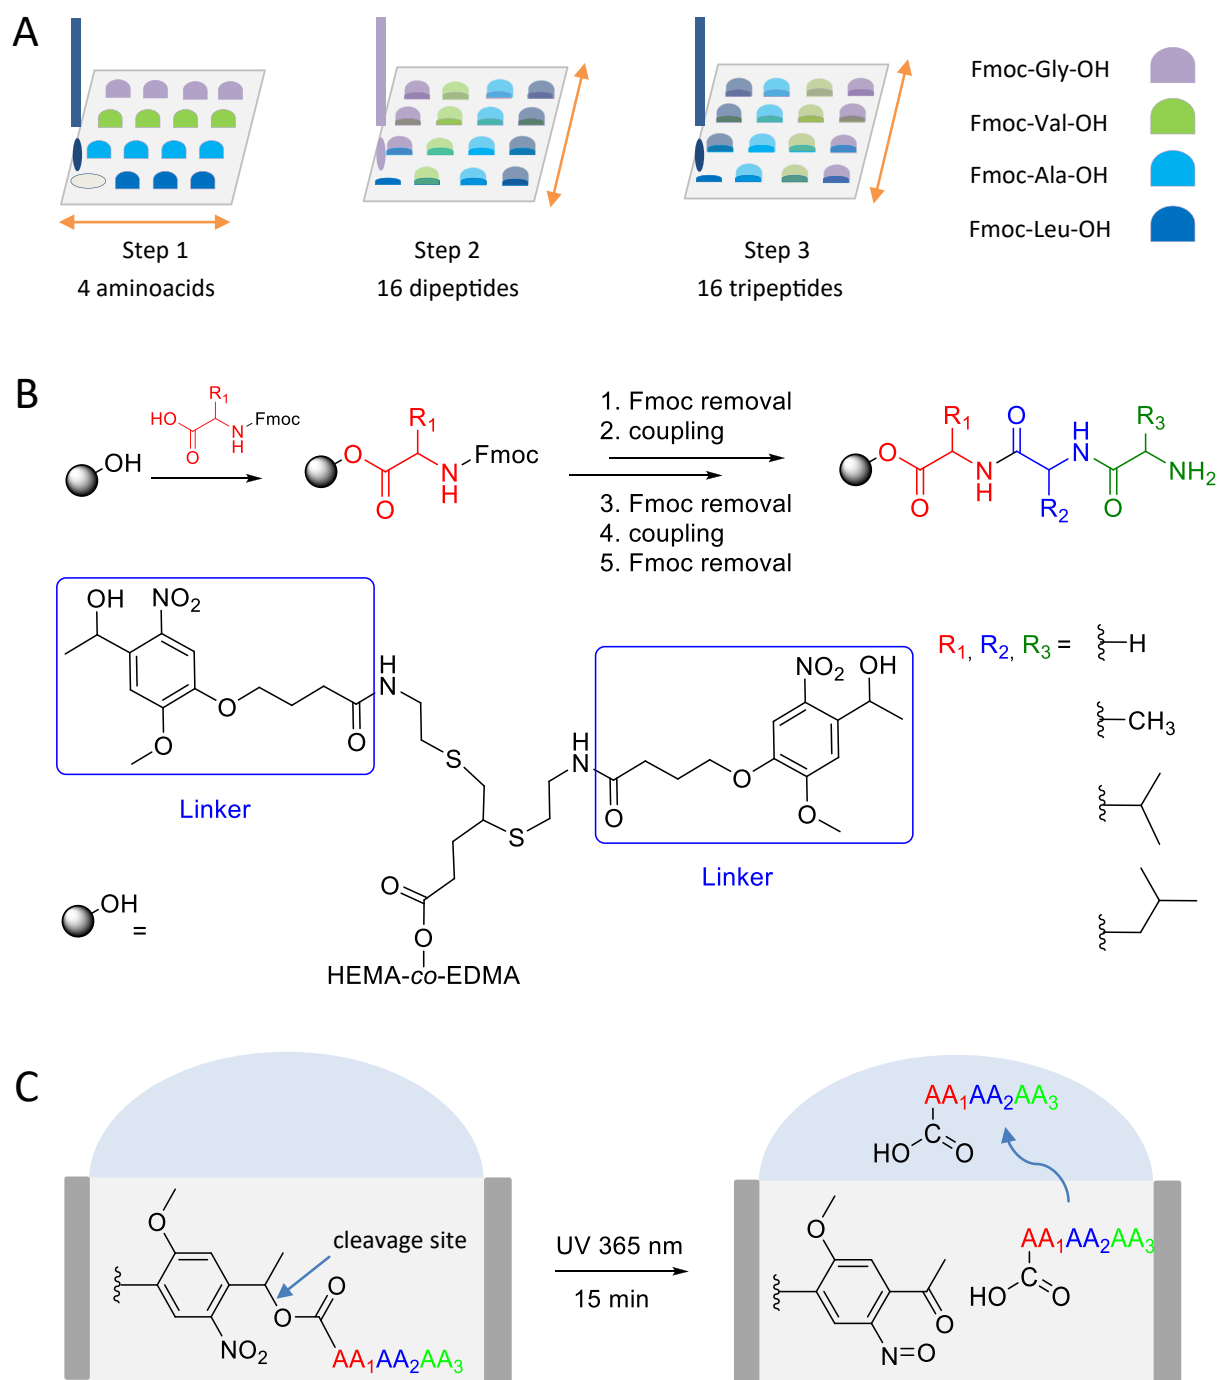 A
Fmoc-Gly-OH
Fmoc-Val-OH
Fmoc-Ala-OH
Fmoc-Leu-OH
Step 1
4 aminoacids
Step 2
16 dipeptides
Step 3
16 tripeptides
B
OH
R1
HO
O
N
H
Fmoc
O
R1
O
N
H
Fmoc
1. Fmoc removal
2. coupling
3. Fmoc removal
4. coupling
5. Fmoc removal
O
R1
O
N
H
O
R2
H
N
O
R3
NH2
OH
NO2
O
O
O
H
N
Linker
S
S
H
N
O
O
O
NO2
OH
Linker
O
O
HEMA-co-EDMA
OH
=
R1, R2, R3 =
H
CH3
C
O
NO2
O
O
cleavage site
AA1AA2AA3
UV 365 nm
15 min
AA1AA2AA3
C
HO
O
AA1AA2AA3
C
HO
O
O
O
N=O